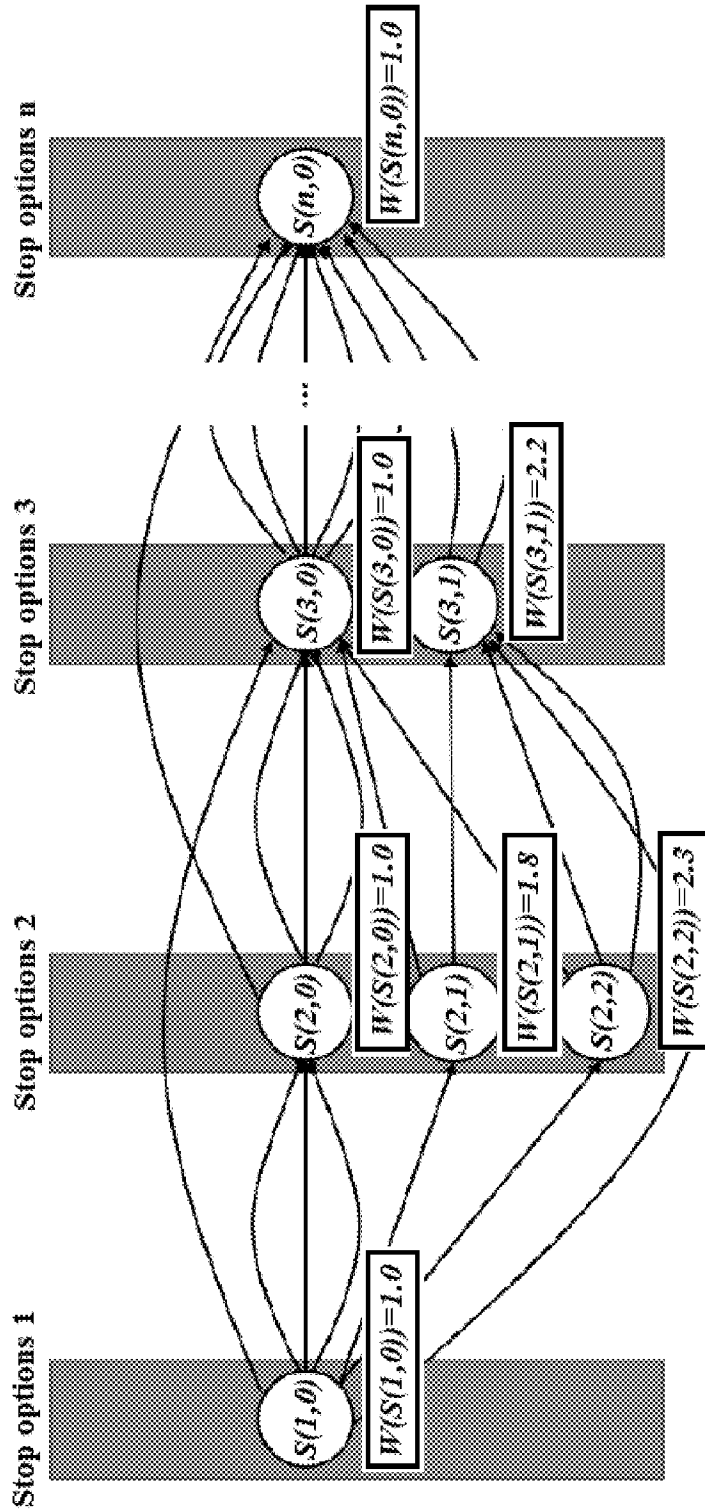 Stop options 1
Stop options 2
Stop options 3
Stop options n
S(1,0)
W(S(1,0))=1.0
S(2,0)
W(S(2,0))=1.0
S(2,1)
W(S(2,1))=1.8
S(2,2)
W(S(2,2))=2.3
S(3,0)
W(S(3,0))=1.0
S(3,1)
W(S(3,1))=2.2
...
S(n,0)
W(S(n,0))=1.0